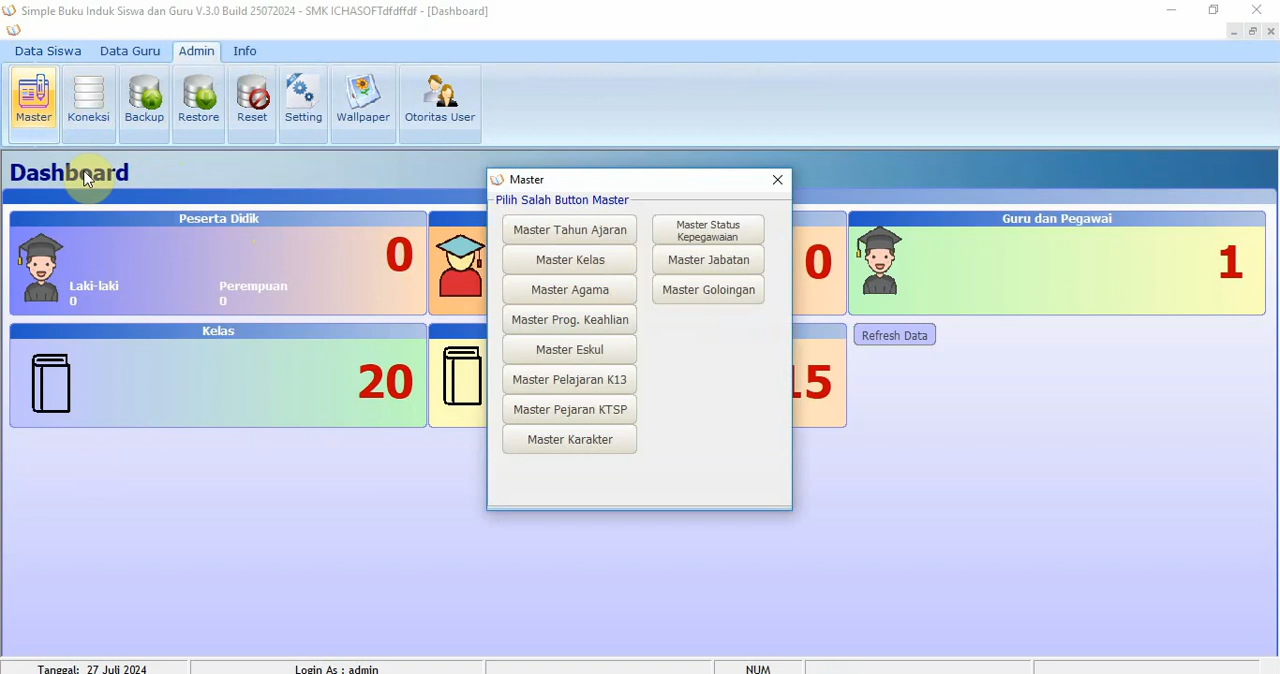 Simple Buku Induk Siswa dan Guru V.3.0 Build 25072024 - SMK ICHASOFTdfdffdf - [Dashboard]
Data Siswa Data Guru Admin Info
Master Koneksi Backup Restore Reset Setting Wallpaper Otoritas User
Dashboard
Peserta Didik
0
Laki-laki
0
Perempuan
0
0
Guru dan Pegawai
1
Kelas
20
15
Refresh Data
Master
Pilih Salah Button Master
Master Tahun Ajaran
Master Kelas
Master Agama
Master Prog. Keahlian
Master Eskul
Master Pelajaran K13
Master Pejaran KTSP
Master Karakter
Master Status
Kepegawaian
Master Jabatan
Master Goloingan
Tanggal: 27 Juli 2024 Login As : admin NUM